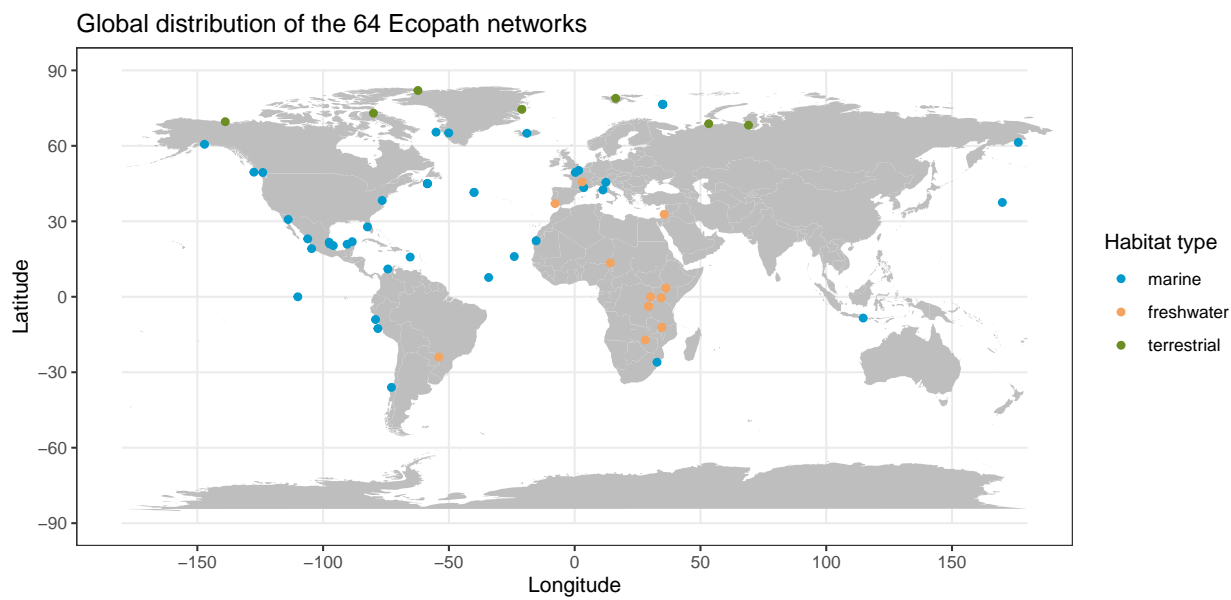 Global distribution of the 64 Ecopath networks
90
60
30
0
−30
−60
−90
Latitude
−150
−100
−50
0
50
100
150
Longitude
Habitat type
marine
freshwater
terrestrial